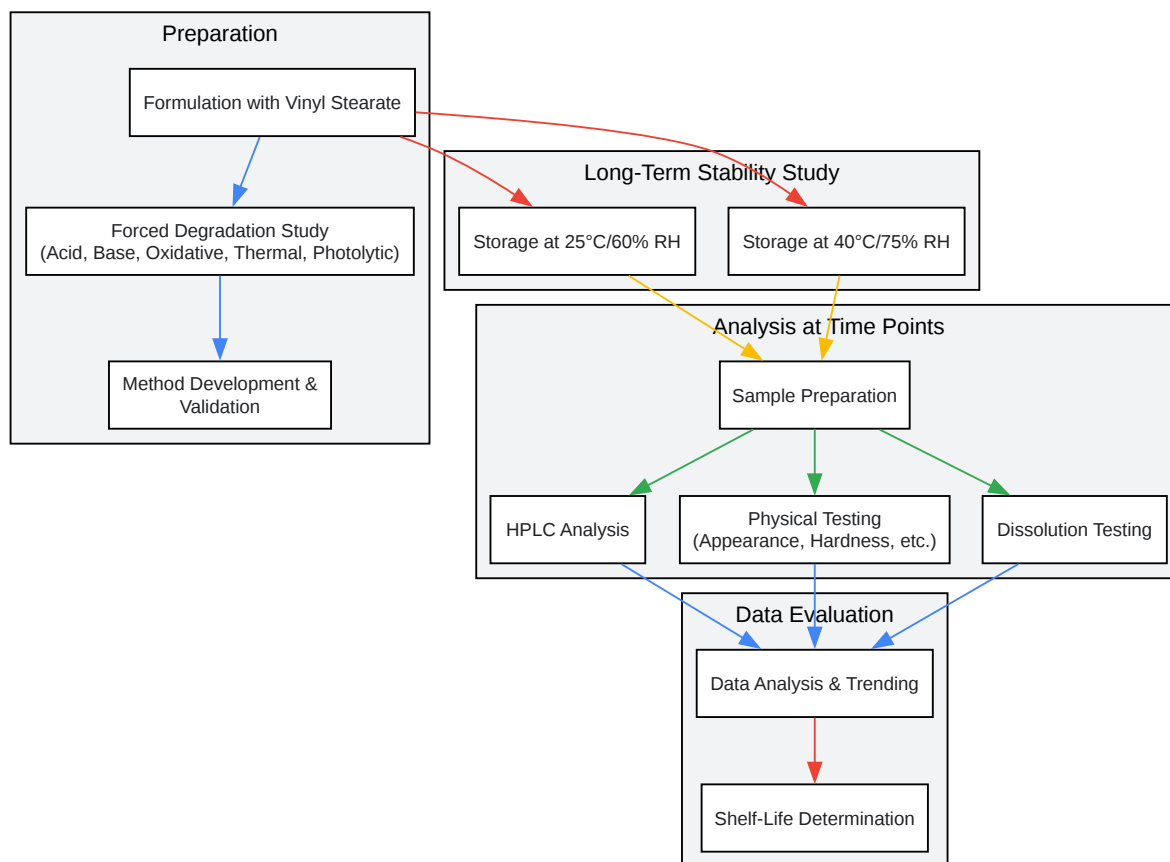 Preparation
Formulation with Vinyl Stearate
Forced Degradation Study
(Acid, Base, Oxidative, Thermal, Photolytic)
Method Development &
Validation
Long-Term Stability Study
Storage at 25°C/60% RH
Storage at 40°C/75% RH
Analysis at Time Points
Sample Preparation
HPLC Analysis
Physical Testing
(Appearance, Hardness, etc.)
Dissolution Testing
Data Evaluation
Data Analysis & Trending
Shelf-Life Determination